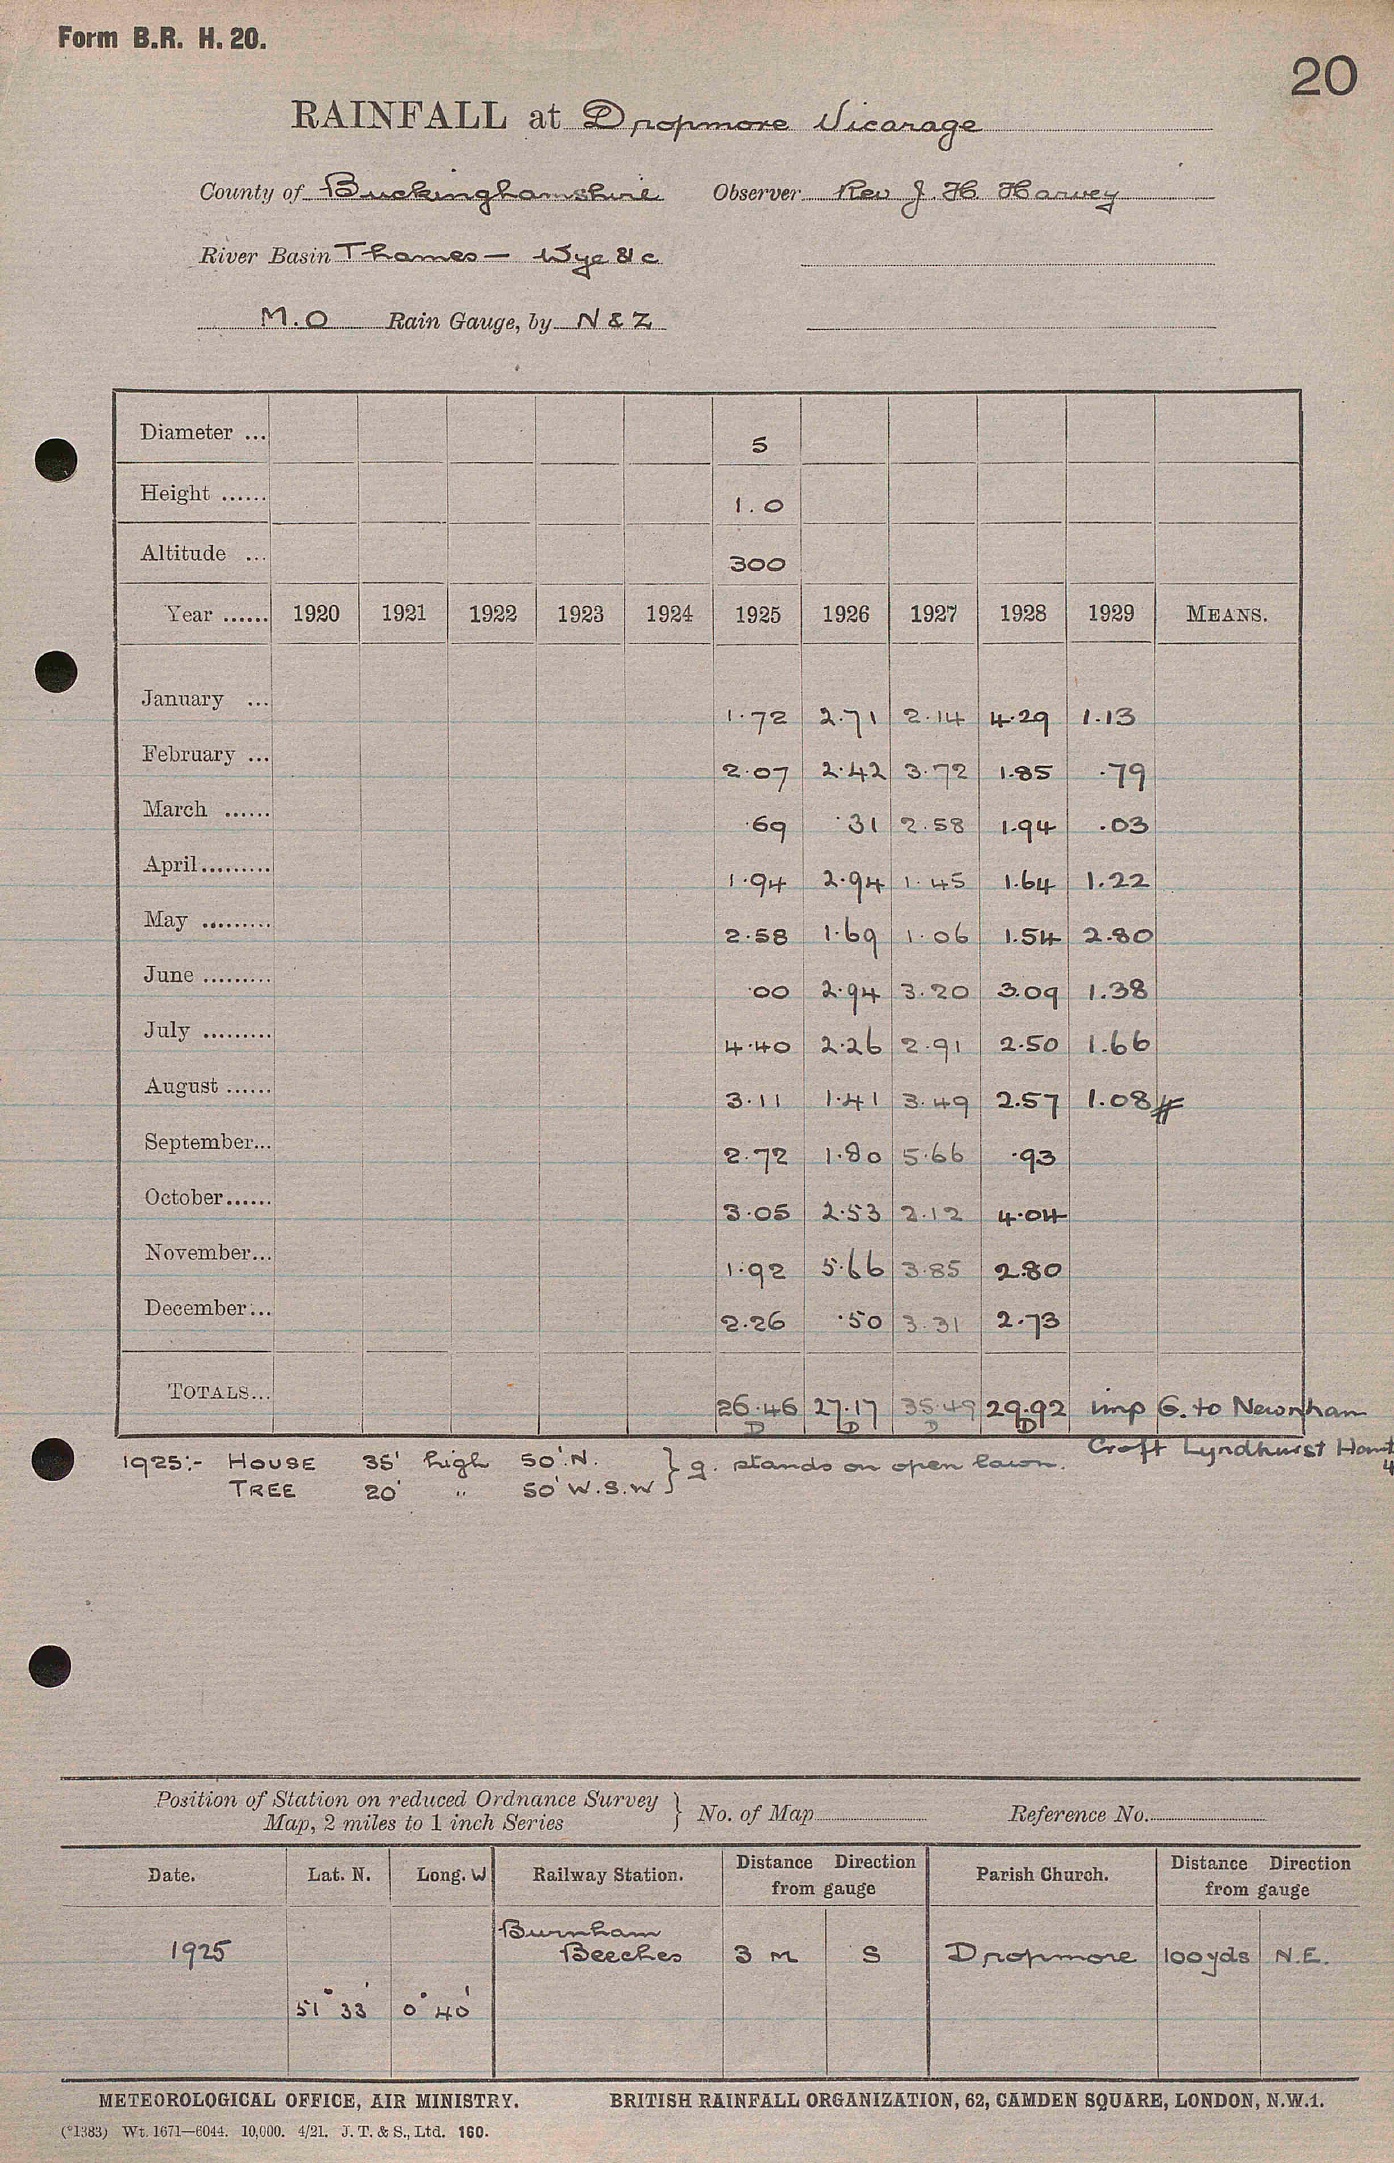 Form B.R. H. 20.
20
RAINFALL at Dropmore Vicarage
County of Buckinghamshire Observer Rev J. H. Harvey
River Basin Thames — Wye &c
M.O Rain Gauge, by N & Z
Diameter ... 5
Height ...... 1.0
Altitude ... 300
Year ...... 1920 1921 1922 1923 1924 1925 1926 1927 1928 1929 MEANS.
January ... 1.72 2.71 2.14 4.29 1.13
February ... 2.07 2.42 3.72 1.85 .79
March ...... .69 .31 2.58 1.94 .03
April......... 1.94 2.94 1.45 1.64 1.22
May ......... 2.58 1.69 1.06 1.54 2.80
June ......... .00 2.94 3.20 3.09 1.38
July ......... 4.40 2.26 2.91 2.50 1.66
August ...... 3.11 1.41 3.49 2.57 1.08
September... 2.72 1.80 5.66 .93
October...... 3.05 2.53 2.12 4.04
November... 1.92 5.66 3.85 2.80
December... 2.26 .50 3.31 2.73
TOTALS... 26.46 27.17 35.49 29.92 imp G. to Newnham
D D D D Croft Lyndhurst Hants
1925:- HOUSE 35' high 50' N. } g. stands on open lawn.
TREE 20' " 50' W.S.W }
Position of Station on reduced Ordnance Survey
Map, 2 miles to 1 inch Series } No. of Map Reference No.
Date. Lat. N. Long. W Railway Station. Distance Direction from gauge Parish Church. Distance Direction from gauge
1925 Burnham Beeches 3 m S Dropmore 100 yds N.E.
51° 33' 0° 40'
METEOROLOGICAL OFFICE, AIR MINISTRY. BRITISH RAINFALL ORGANIZATION, 62, CAMDEN SQUARE, LONDON, N.W.1.
(*1383) Wt. 1671—6044. 10,000. 4/21. J. T. & S., Ltd. 160.